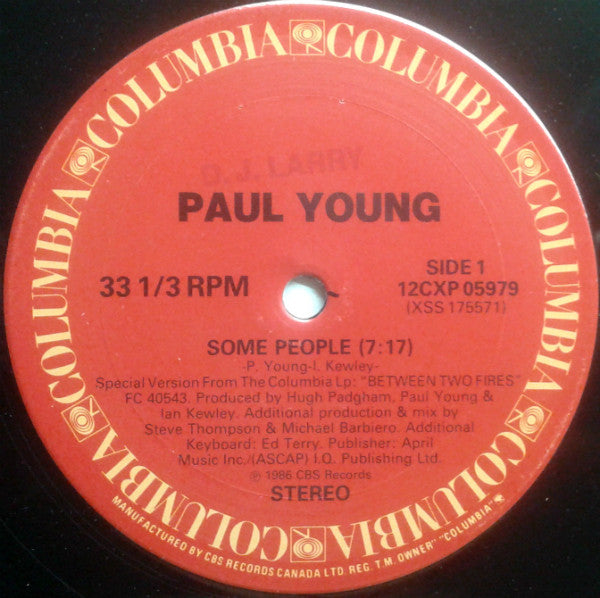 COLUMBIA COLUMBIA COLUMBIA COLUMBIA COLUMBIA COLUMBIA COLUMBIA COLUMBIA
D.J. LARRY
PAUL YOUNG
SIDE 1
33 1/3 RPM
12CXP 05979
(XSS 175571)
SOME PEOPLE (7:17)
-P. Young-I. Kewley-
Special Version From The Columbia Lp: "BETWEEN TWO FIRES"
FC 40543. Produced by Hugh Padgham, Paul Young &
Ian Kewley. Additional production & mix by
Steve Thompson & Michael Barbiero. Additional
Keyboard: Ed Terry. Publisher: April
Music Inc./(ASCAP) I.Q. Publishing Ltd.
℗ 1986 CBS Records
STEREO
MANUFACTURED BY CBS RECORDS CANADA LTD. REG. T.M. OWNER" "COLUMBIA"